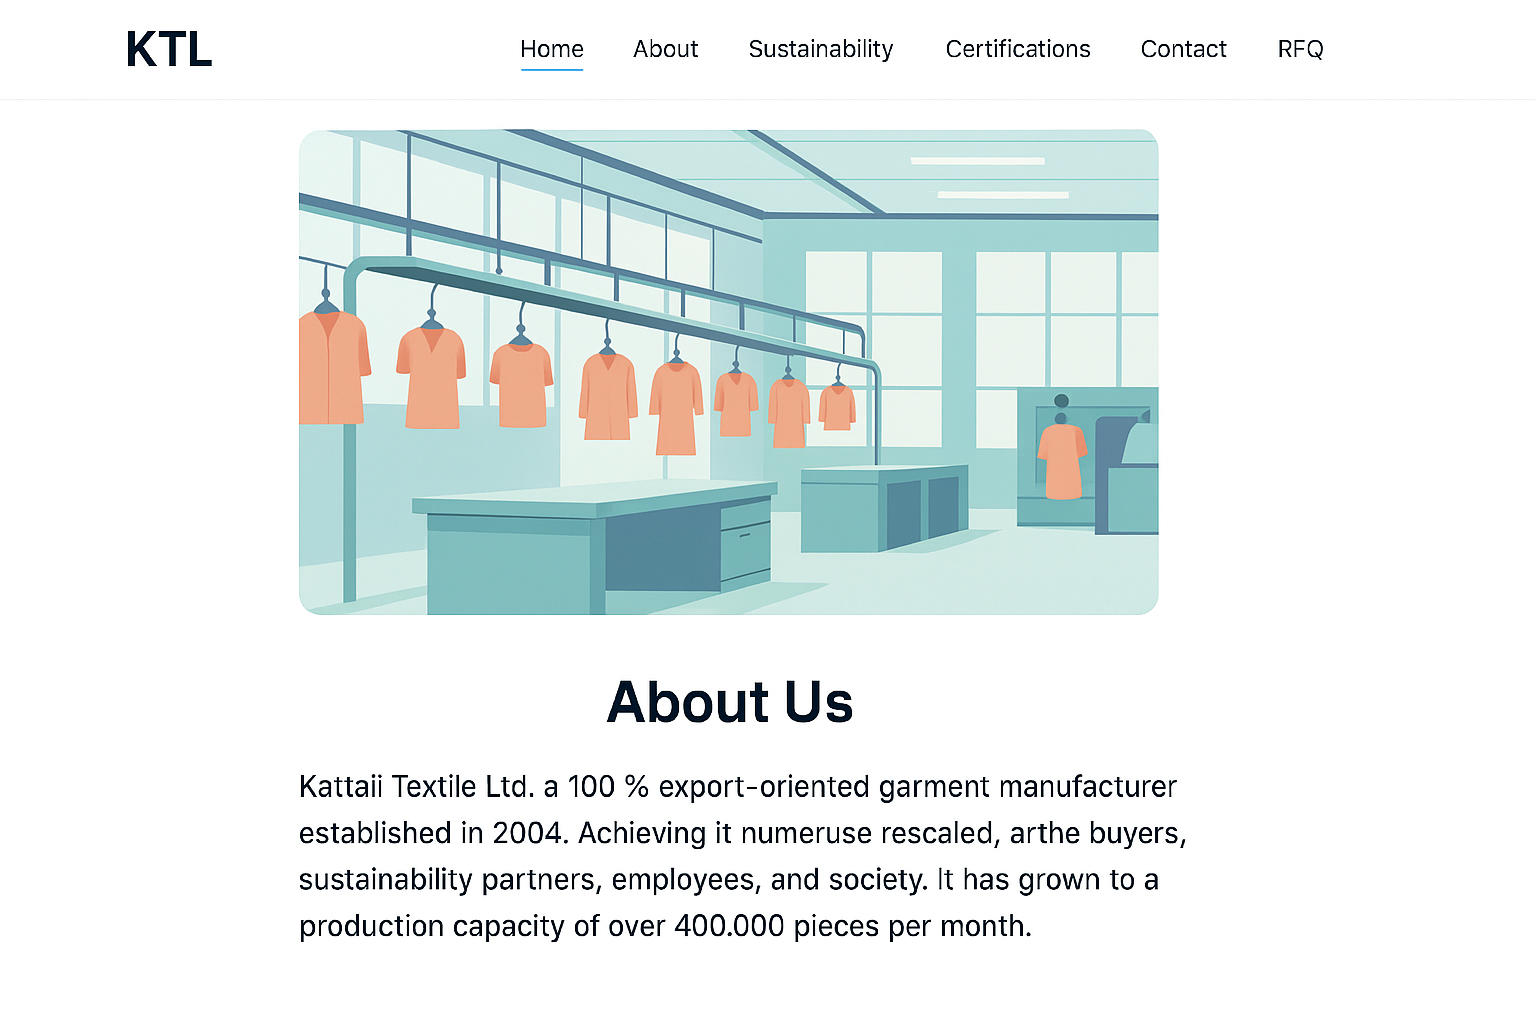 KTL
Home About Sustainability Certifications Contact RFQ
About Us
Kattaii Textile Ltd. a 100 % export-oriented garment manufacturer
established in 2004. Achieving it numeruse rescaled, arthe buyers,
sustainability partners, employees, and society. It has grown to a
production capacity of over 400.000 pieces per month.